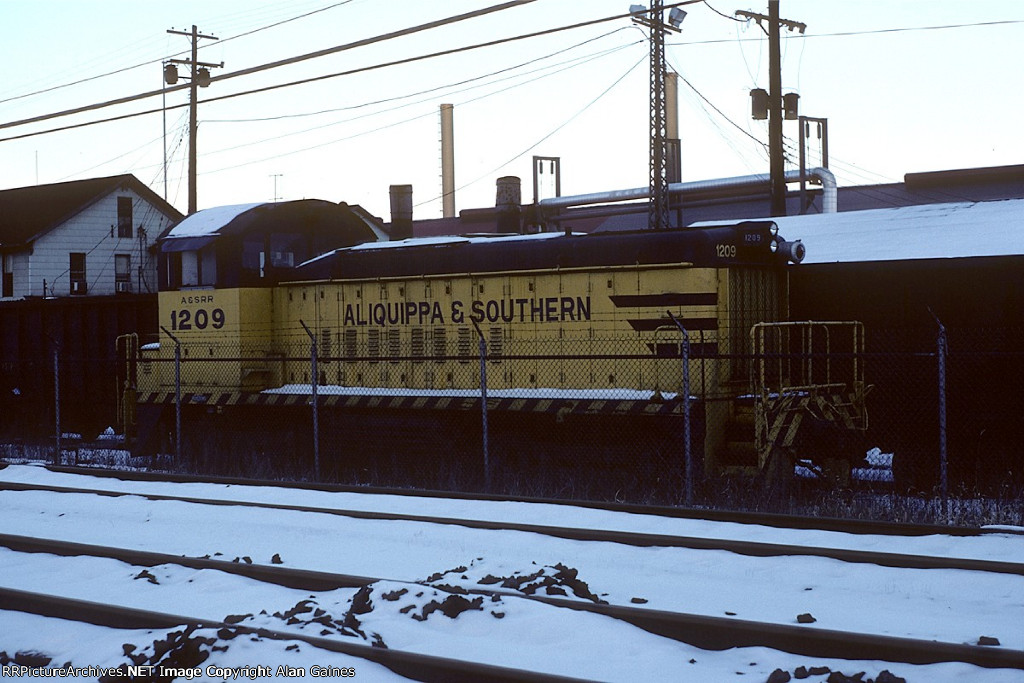 1209
1209
A&SRR
1209
ALIQUIPPA & SOUTHERN
RRPictureArchives.NET Image Copyright Alan Gaines